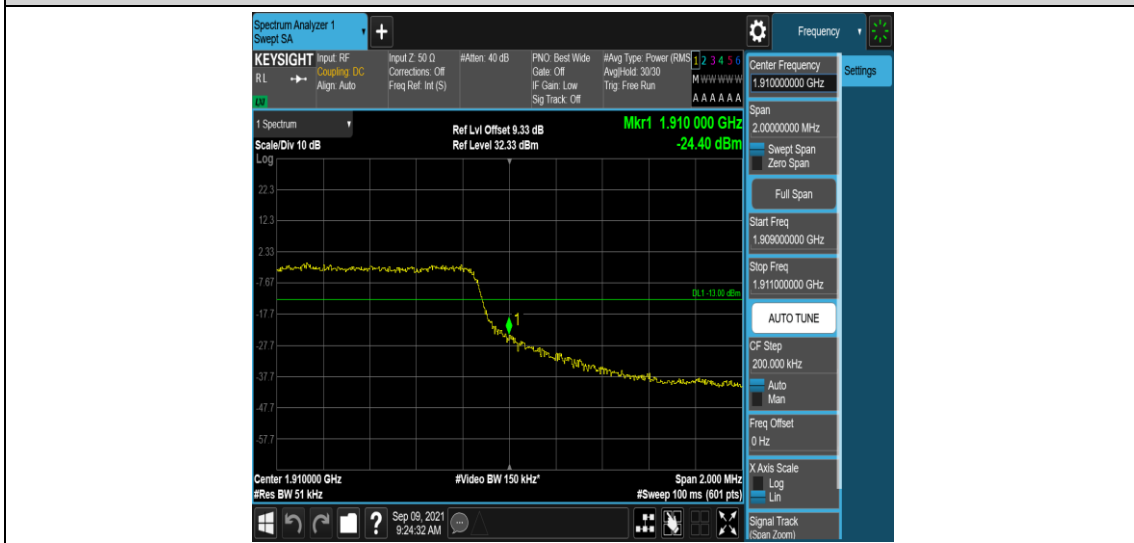 Spectrum Analyzer 1
Swept SA
+
Frequency
KEYSIGHT
RL
LXI
Input: RF
Coupling: DC
Align: Auto
Input Z: 50 Ω
Corrections: Off
Freq Ref: Int (S)
#Atten: 40 dB
PNO: Best Wide
Gate: Off
IF Gain: Low
Sig Track: Off
#Avg Type: Power (RMS
Avg|Hold: 30/30
Trig: Free Run
1 2 3 4 5 6
M W W W W W
A A A A A A
1 Spectrum
Scale/Div 10 dB
Log
Ref Lvl Offset 9.33 dB
Ref Level 32.33 dBm
Mkr1 1.910 000 GHz
-24.40 dBm
22.3
12.3
2.33
-7.67
-17.7
-27.7
-37.7
-47.7
-57.7
DL1 -13.00 dBm
1
Center 1.910000 GHz
#Res BW 51 kHz
#Video BW 150 kHz*
Span 2.000 MHz
#Sweep 100 ms (601 pts)
Center Frequency
1.910000000 GHz
Settings
Span
2.00000000 MHz
Swept Span
Zero Span
Full Span
Start Freq
1.909000000 GHz
Stop Freq
1.911000000 GHz
AUTO TUNE
CF Step
200.000 kHz
Auto
Man
Freq Offset
0 Hz
X Axis Scale
Log
Lin
Signal Track
(Span Zoom)
?
Sep 09, 2021
9:24:32 AM